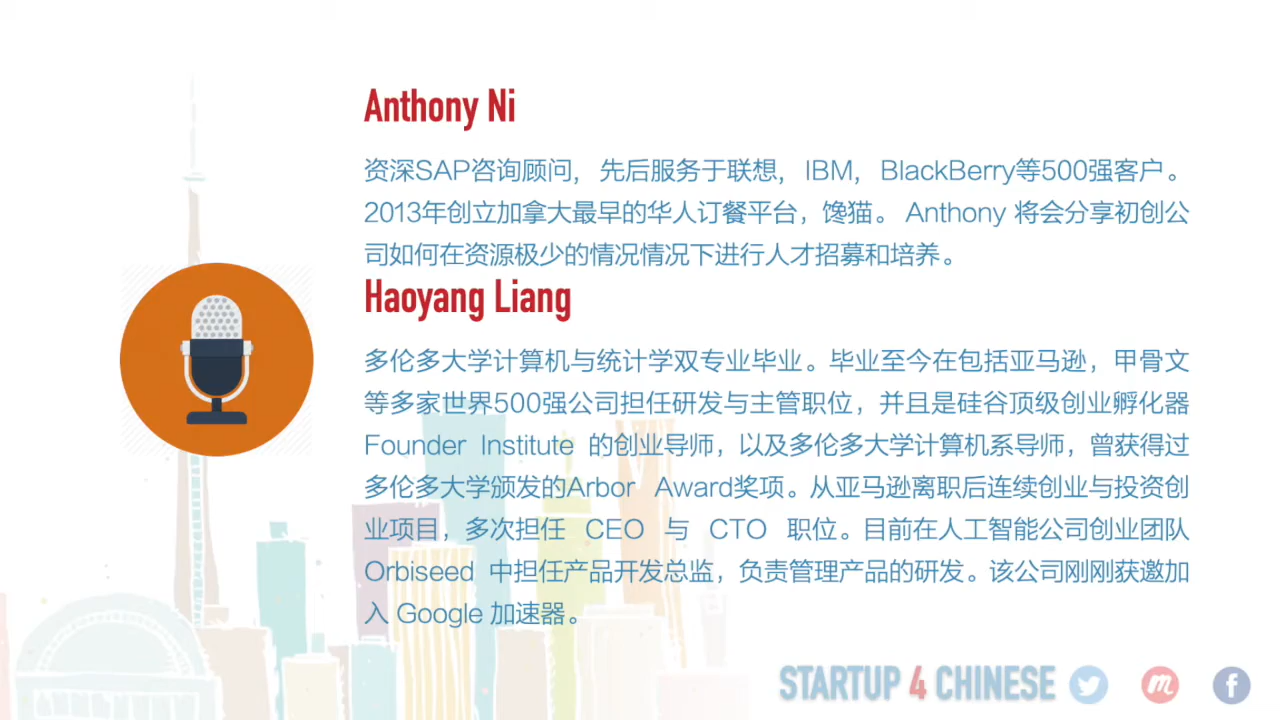 Anthony Ni
资深SAP咨询顾问，先后服务于联想，IBM，BlackBerry等500强客户。
2013年创立加拿大最早的华人订餐平台，馋猫。 Anthony 将会分享初创公
司如何在资源极少的情况情况下进行人才招募和培养。
Haoyang Liang
多伦多大学计算机与统计学双专业毕业。毕业至今在包括亚马逊，甲骨文
等多家世界500强公司担任研发与主管职位，并且是硅谷顶级创业孵化器
Founder Institute 的创业导师，以及多伦多大学计算机系导师，曾获得过
多伦多大学颁发的Arbor Award奖项。从亚马逊离职后连续创业与投资创
业项目，多次担任 CEO 与 CTO 职位。目前在人工智能公司创业团队
Orbiseed 中担任产品开发总监，负责管理产品的研发。该公司刚刚获邀加
入 Google 加速器。
STARTUP 4 CHINESE